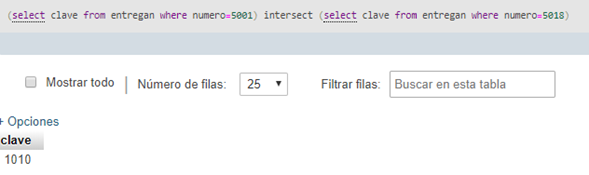 (select clave from entregan where numero=5001) intersect (select clave from entregan where numero=5018)
Mostrar todo | Número de filas: 25 Filtrar filas: Buscar en esta tabla
+ Opciones
clave
1010